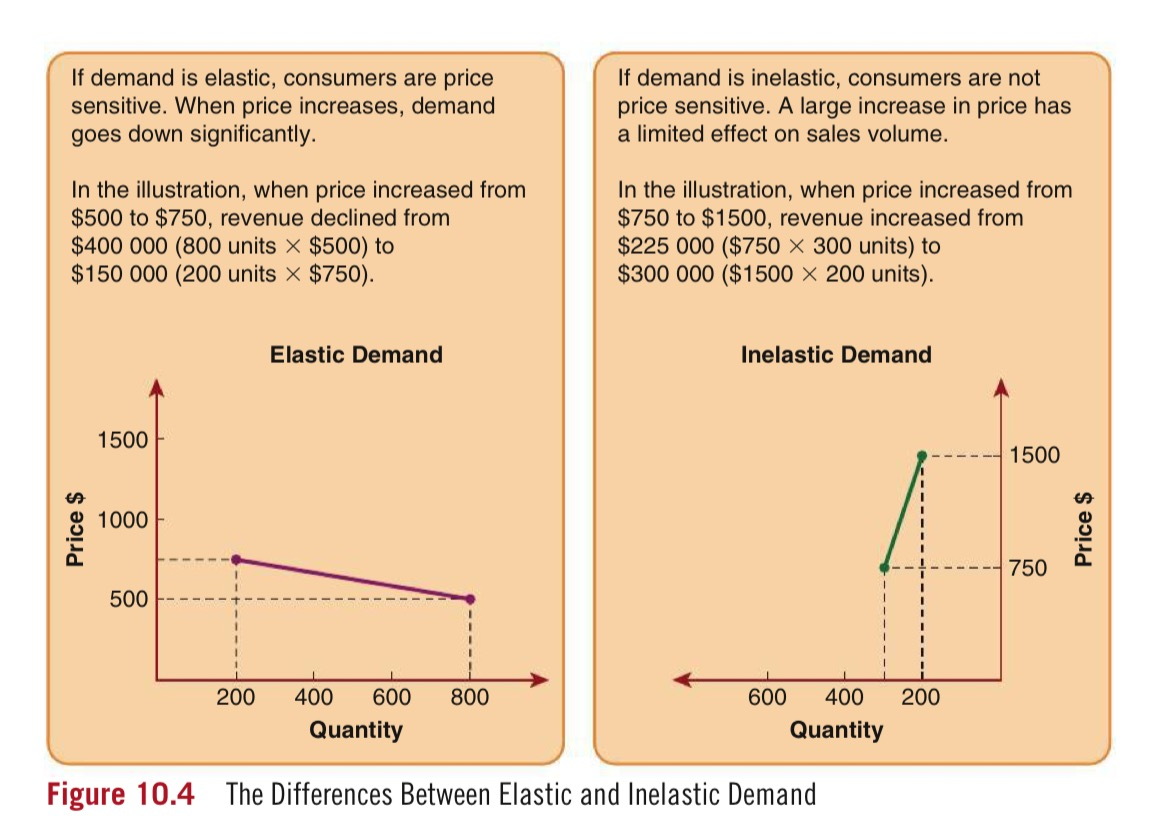 If demand is elastic, consumers are price
sensitive. When price increases, demand
goes down significantly.
In the illustration, when price increased from
$500 to $750, revenue declined from
$400 000 (800 units × $500) to
$150 000 (200 units × $750).
Elastic Demand
1500
1000
500
Price $
200 400 600 800
Quantity
If demand is inelastic, consumers are not
price sensitive. A large increase in price has
a limited effect on sales volume.
In the illustration, when price increased from
$750 to $1500, revenue increased from
$225 000 ($750 × 300 units) to
$300 000 ($1500 × 200 units).
Inelastic Demand
1500
750
Price $
600 400 200
Quantity
Figure 10.4 The Differences Between Elastic and Inelastic Demand